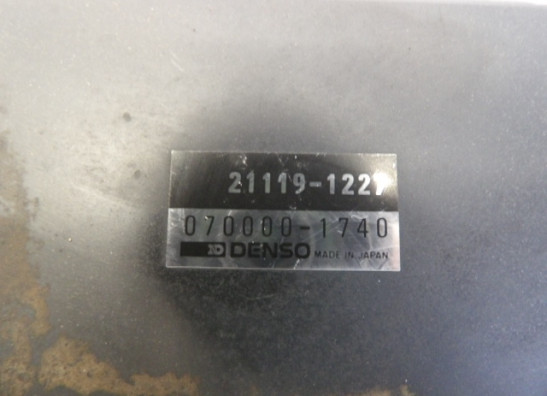 21119-1227
070000-1740
DENSO MADE IN JAPAN